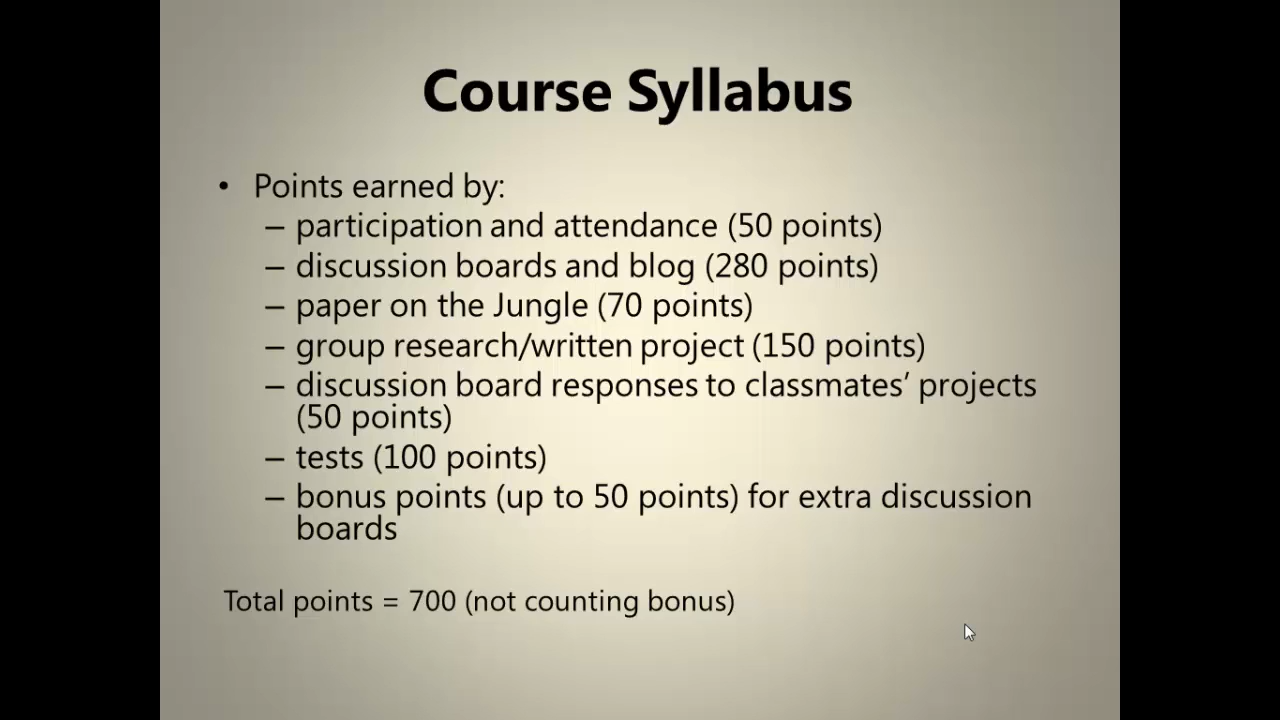 Course Syllabus
• Points earned by:
– participation and attendance (50 points)
– discussion boards and blog (280 points)
– paper on the Jungle (70 points)
– group research/written project (150 points)
– discussion board responses to classmates’ projects
(50 points)
– tests (100 points)
– bonus points (up to 50 points) for extra discussion
boards
Total points = 700 (not counting bonus)